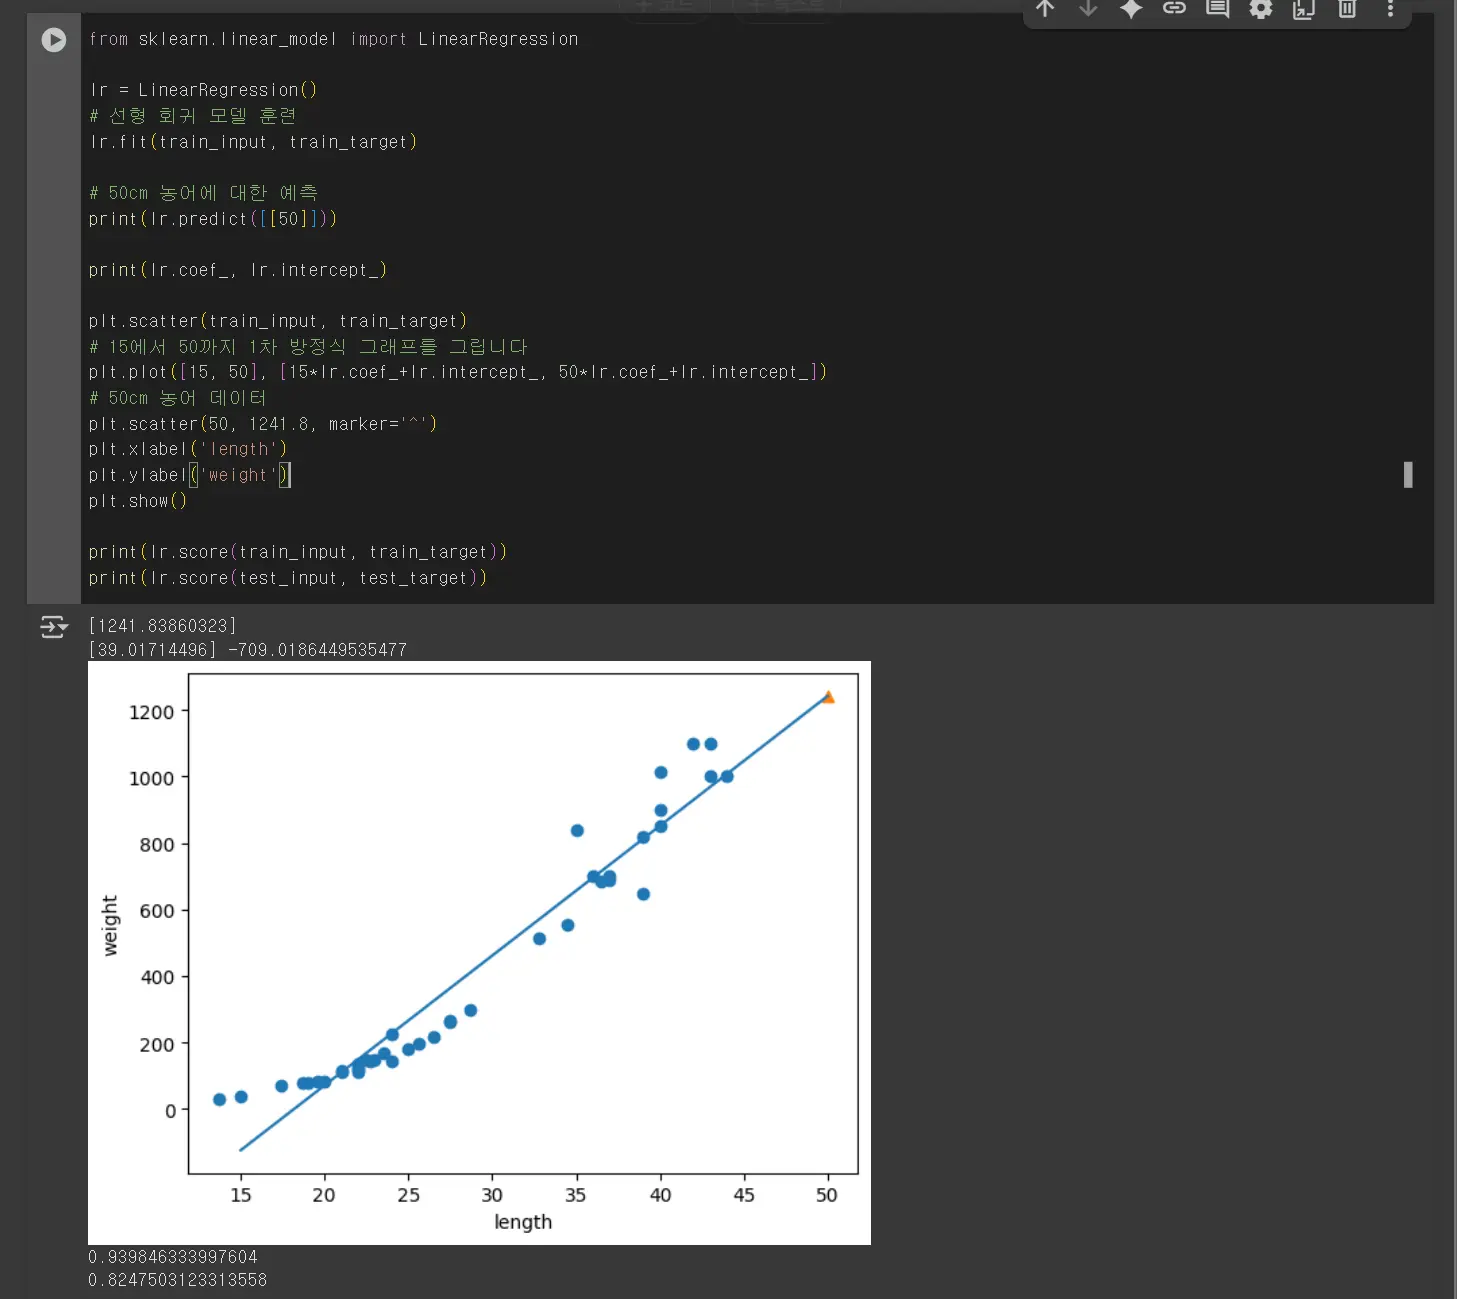 from sklearn.linear_model import LinearRegression
lr = LinearRegression()
# 선형 회귀 모델 훈련
lr.fit(train_input, train_target)
# 50cm 농어에 대한 예측
print(lr.predict([[50]]))
print(lr.coef_, lr.intercept_)
plt.scatter(train_input, train_target)
# 15에서 50까지 1차 방정식 그래프를 그립니다
plt.plot([15, 50], [15*lr.coef_+lr.intercept_, 50*lr.coef_+lr.intercept_])
# 50cm 농어 데이터
plt.scatter(50, 1241.8, marker='^')
plt.xlabel('length')
plt.ylabel('weight')
plt.show()
print(lr.score(train_input, train_target))
print(lr.score(test_input, test_target))
[1241.83860323]
[39.01714496] -709.0186449535477
1200
1000
800
600
400
200
0
weight
15 20 25 30 35 40 45 50
length
0.939846333997604
0.8247503123313558